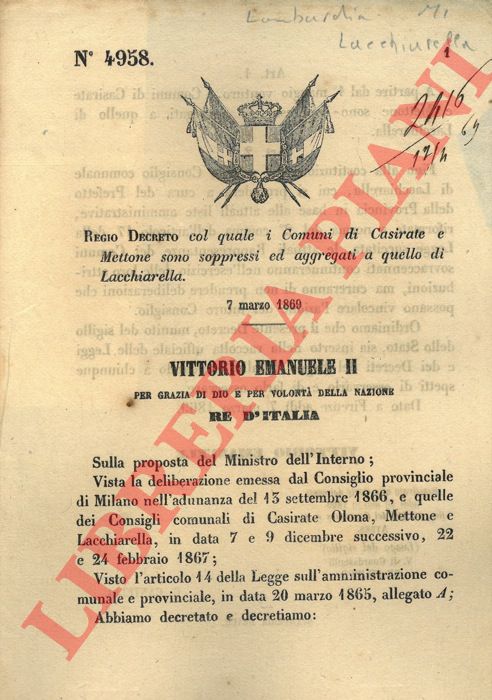 Lombardia Mi
Lacchiarella
N° 4958.
1
2416
69
REGIO DECRETO col quale i Comuni di Casirate e
Mettone sono soppressi ed aggregati a quello di
Lacchiarella.
7 marzo 1869
VITTORIO EMANUELE II
PER GRAZIA DI DIO E PER VOLONTÀ DELLA NAZIONE
RE D'ITALIA
Sulla proposta del Ministro dell'Interno;
Vista la deliberazione emessa dal Consiglio provinciale
di Milano nell'adunanza del 13 settembre 1866, e quelle
dei Consigli comunali di Casirate Olona, Mettone e
Lacchiarella, in data 7 e 9 dicembre successivo, 22
e 24 febbraio 1867;
Visto l'articolo 14 della Legge sull'amministrazione co-
munale e provinciale, in data 20 marzo 1865, allegato A;
Abbiamo decretato e decretiamo:
LIBRERIA PIANI